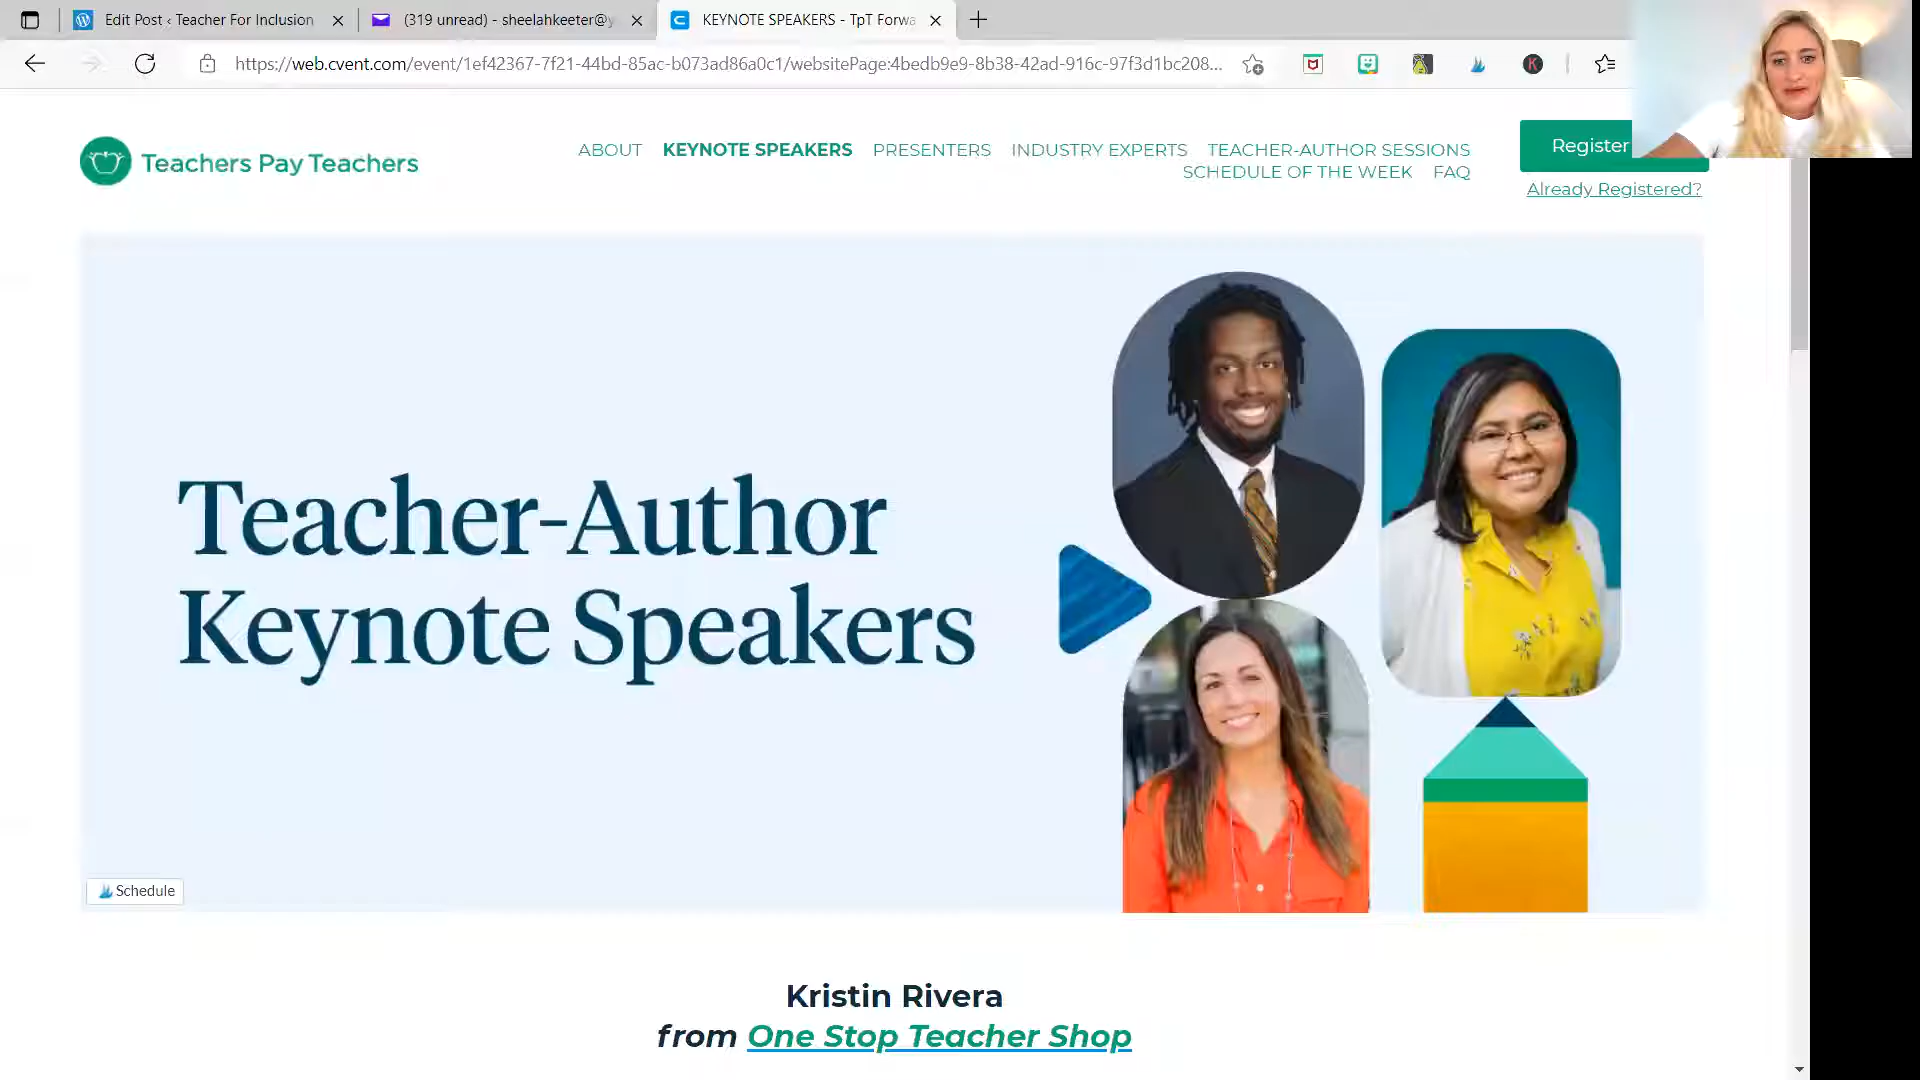 Edit Post ‹ Teacher For Inclusion
(319 unread) - sheelahkeeter@y
KEYNOTE SPEAKERS - TpT Forwa
https://web.cvent.com/event/1ef42367-7f21-44bd-85ac-b073ad86a0c1/websitePage:4bedb9e9-8b38-42ad-916c-97f3d1bc208...
Teachers Pay Teachers
ABOUT KEYNOTE SPEAKERS PRESENTERS INDUSTRY EXPERTS TEACHER-AUTHOR SESSIONS
SCHEDULE OF THE WEEK FAQ
Register
Already Registered?
Teacher-Author
Keynote Speakers
Schedule
Kristin Rivera
from One Stop Teacher Shop